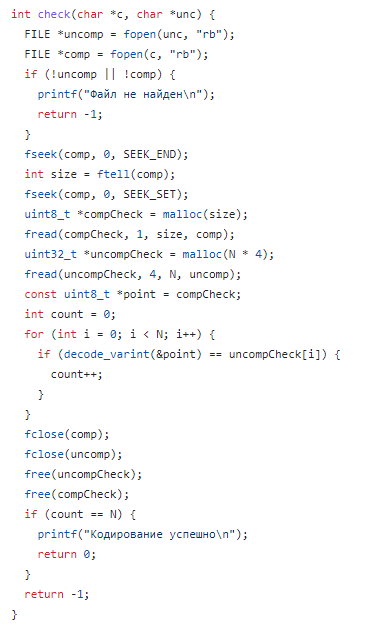 int check(char *c, char *unc) {
  FILE *uncomp = fopen(unc, "rb");
  FILE *comp = fopen(c, "rb");
  if (!uncomp || !comp) {
    printf("Файл не найден\n");
    return -1;
  }
  fseek(comp, 0, SEEK_END);
  int size = ftell(comp);
  fseek(comp, 0, SEEK_SET);
  uint8_t *compCheck = malloc(size);
  fread(compCheck, 1, size, comp);
  uint32_t *uncompCheck = malloc(N * 4);
  fread(uncompCheck, 4, N, uncomp);
  const uint8_t *point = compCheck;
  int count = 0;
  for (int i = 0; i < N; i++) {
    if (decode_varint(&point) == uncompCheck[i]) {
      count++;
    }
  }
  fclose(comp);
  fclose(uncomp);
  free(uncompCheck);
  free(compCheck);
  if (count == N) {
    printf("Кодирование успешно\n");
    return 0;
  }
  return -1;
}